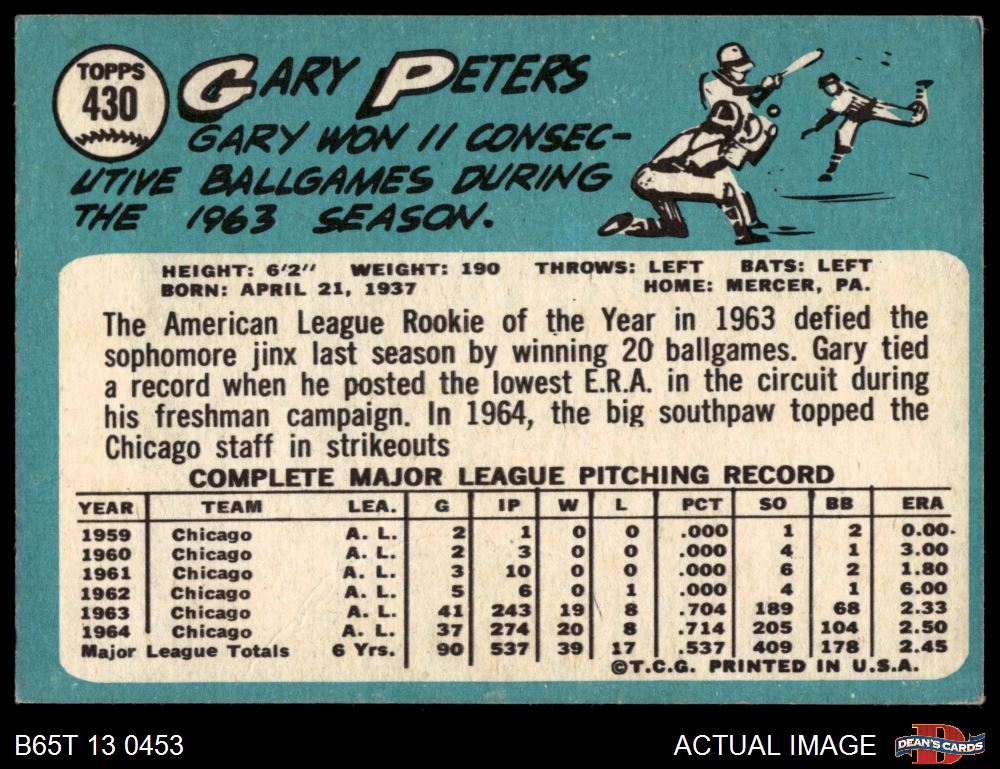 TOPPS
430
GARY PETERS
GARY WON 11 CONSEC-
UTIVE BALLGAMES DURING
THE 1963 SEASON.
HEIGHT: 6'2" WEIGHT: 190 THROWS: LEFT BATS: LEFT
BORN: APRIL 21, 1937 HOME: MERCER, PA.
The American League Rookie of the Year in 1963 defied the
sophomore jinx last season by winning 20 ballgames. Gary tied
a record when he posted the lowest E.R.A. in the circuit during
his freshman campaign. In 1964, the big southpaw topped the
Chicago staff in strikeouts
COMPLETE MAJOR LEAGUE PITCHING RECORD
YEAR TEAM LEA. G IP W L PCT SO BB ERA
1959 Chicago A. L. 2 1 0 0 .000 1 2 0.00
1960 Chicago A. L. 2 3 0 0 .000 4 1 3.00
1961 Chicago A. L. 3 10 0 0 .000 6 2 1.80
1962 Chicago A. L. 5 6 0 1 .000 4 1 6.00
1963 Chicago A. L. 41 243 19 8 .704 189 68 2.33
1964 Chicago A. L. 37 274 20 8 .714 205 104 2.50
Major League Totals 6 Yrs. 90 537 39 17 .537 409 178 2.45
©T.C.G. PRINTED IN U.S.A.
B65T 13 0453 ACTUAL IMAGE
D
DEAN'S CARDS